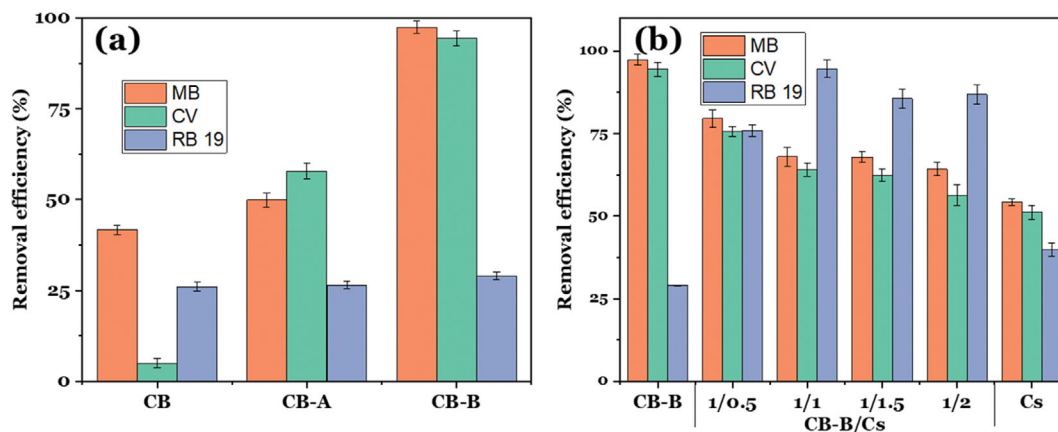 (a)
MB
CV
RB 19
Removal efficiency (%)
100
75
50
25
0
CB
CB-A
CB-B
(b)
MB
CV
RB 19
Removal efficiency (%)
100
75
50
25
0
CB-B
1/0.5
1/1
1/1.5
1/2
Cs
CB-B/Cs